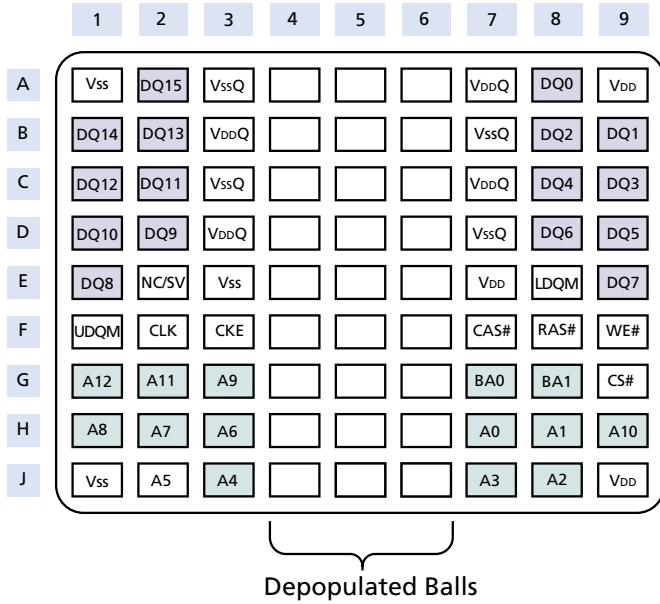 1 2 3 4 5 6 7 8 9
A Vss DQ15 VssQ VDDQ DQ0 VDD
B DQ14 DQ13 VDDQ VssQ DQ2 DQ1
C DQ12 DQ11 VssQ VDDQ DQ4 DQ3
D DQ10 DQ9 VDDQ VssQ DQ6 DQ5
E DQ8 NC/SV Vss VDD LDQM DQ7
F UDQM CLK CKE CAS# RAS# WE#
G A12 A11 A9 BA0 BA1 CS#
H A8 A7 A6 A0 A1 A10
J Vss A5 A4 A3 A2 VDD
Depopulated Balls